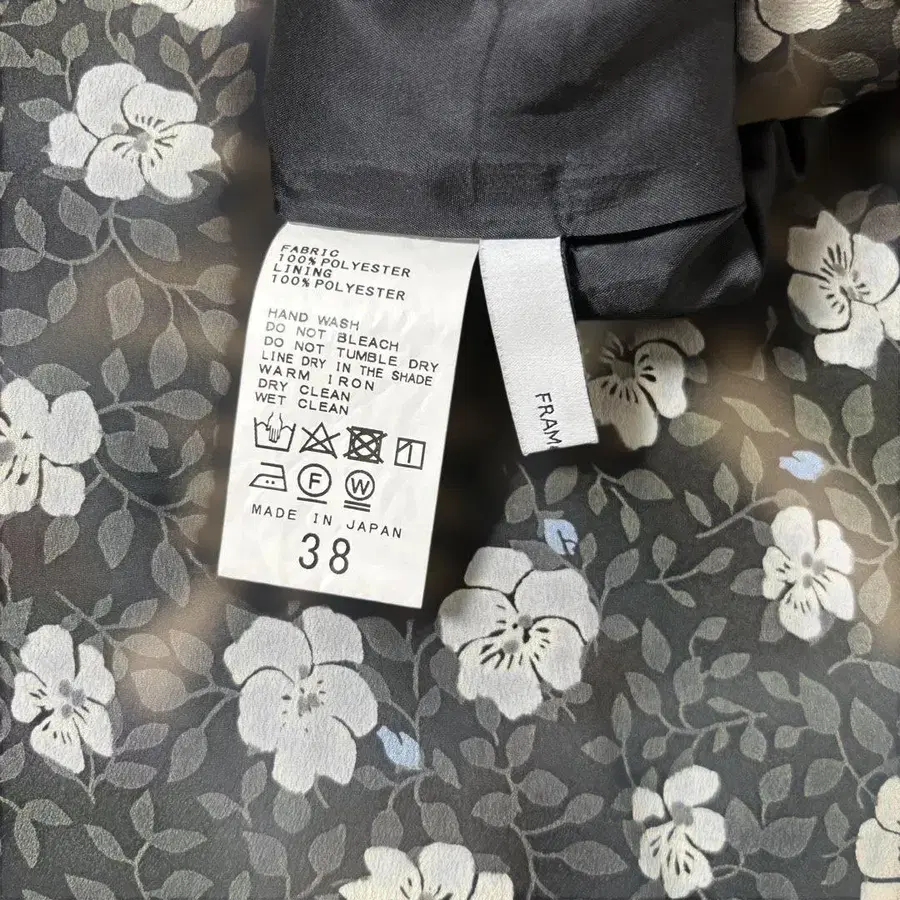 FABRIC
100% POLYESTER
LINING
100% POLYESTER
HAND WASH
DO NOT BLEACH
DO NOT TUMBLE DRY
LINE DRY IN THE SHADE
WARM IRON
DRY CLEAN
WET CLEAN
F W
MADE IN JAPAN
38
FRAM